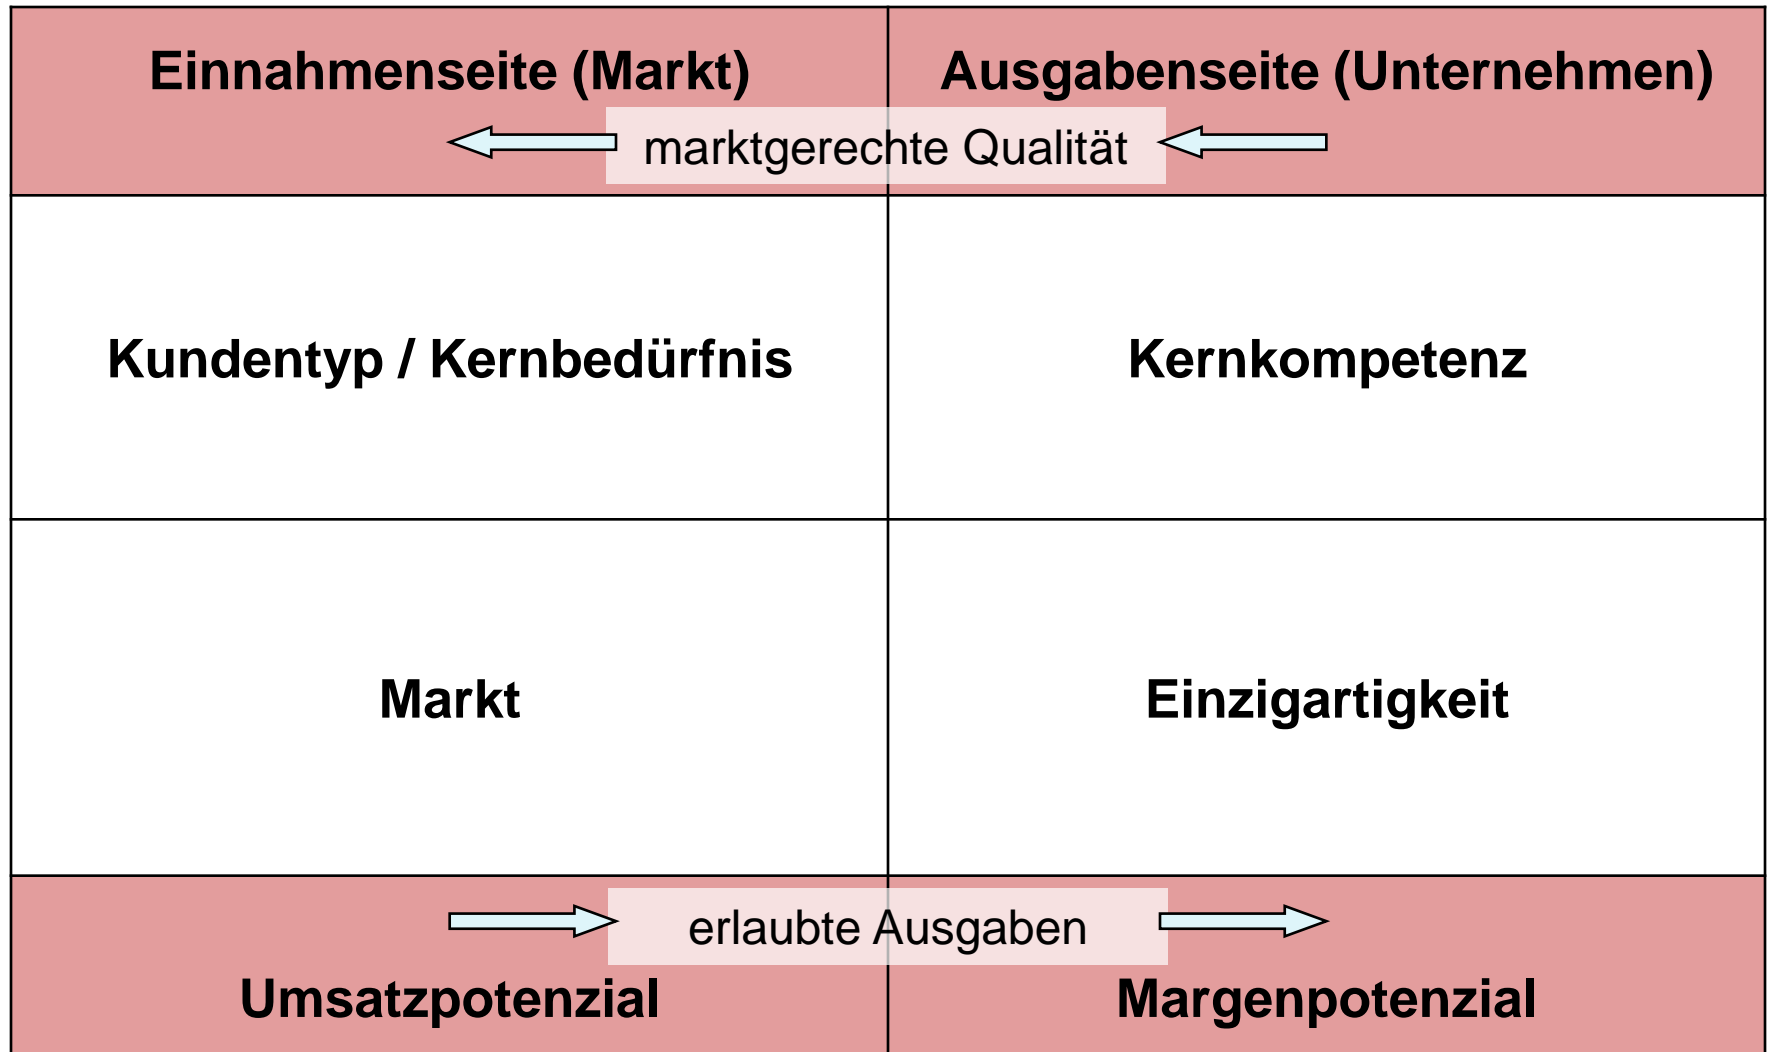 Einnahmenseite (Markt)
Ausgabenseite (Unternehmen)
marktgerechte Qualität
Kundentyp / Kernbedürfnis
Kernkompetenz
Markt
Einzigartigkeit
erlaubte Ausgaben
Umsatzpotenzial
Margenpotenzial